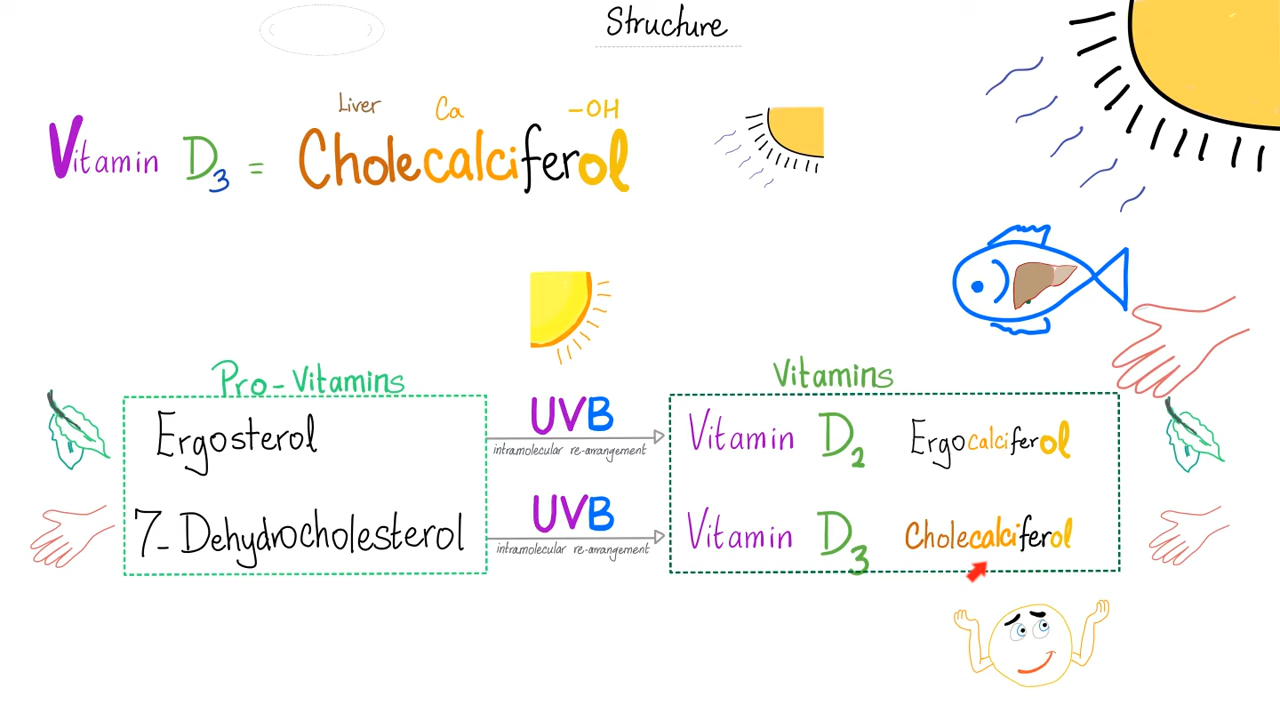 Structure
Liver Ca -OH
Vitamin D3 = Cholecalciferol
Pro-Vitamins
Vitamins
Ergosterol
UVB
intramolecular re-arrangement
Vitamin D2 Ergocalciferol
7-Dehydrocholesterol
UVB
intramolecular re-arrangement
Vitamin D3 Cholecalciferol